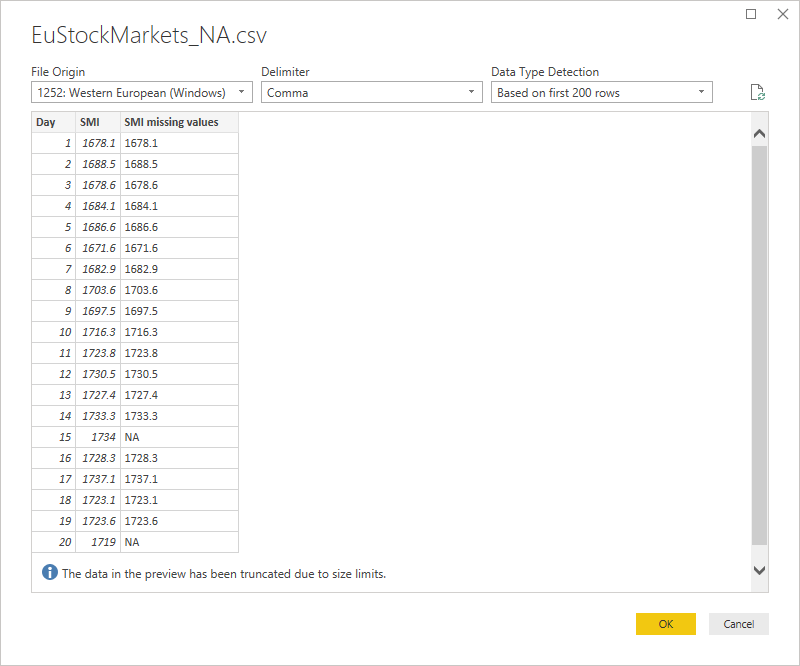 EuStockMarkets_NA.csv
File Origin Delimiter Data Type Detection
1252: Western European (Windows) Comma Based on first 200 rows
Day SMI SMI missing values
1 1678.1 1678.1
2 1688.5 1688.5
3 1678.6 1678.6
4 1684.1 1684.1
5 1686.6 1686.6
6 1671.6 1671.6
7 1682.9 1682.9
8 1703.6 1703.6
9 1697.5 1697.5
10 1716.3 1716.3
11 1723.8 1723.8
12 1730.5 1730.5
13 1727.4 1727.4
14 1733.3 1733.3
15 1734 NA
16 1728.3 1728.3
17 1737.1 1737.1
18 1723.1 1723.1
19 1723.6 1723.6
20 1719 NA
The data in the preview has been truncated due to size limits.
OK Cancel